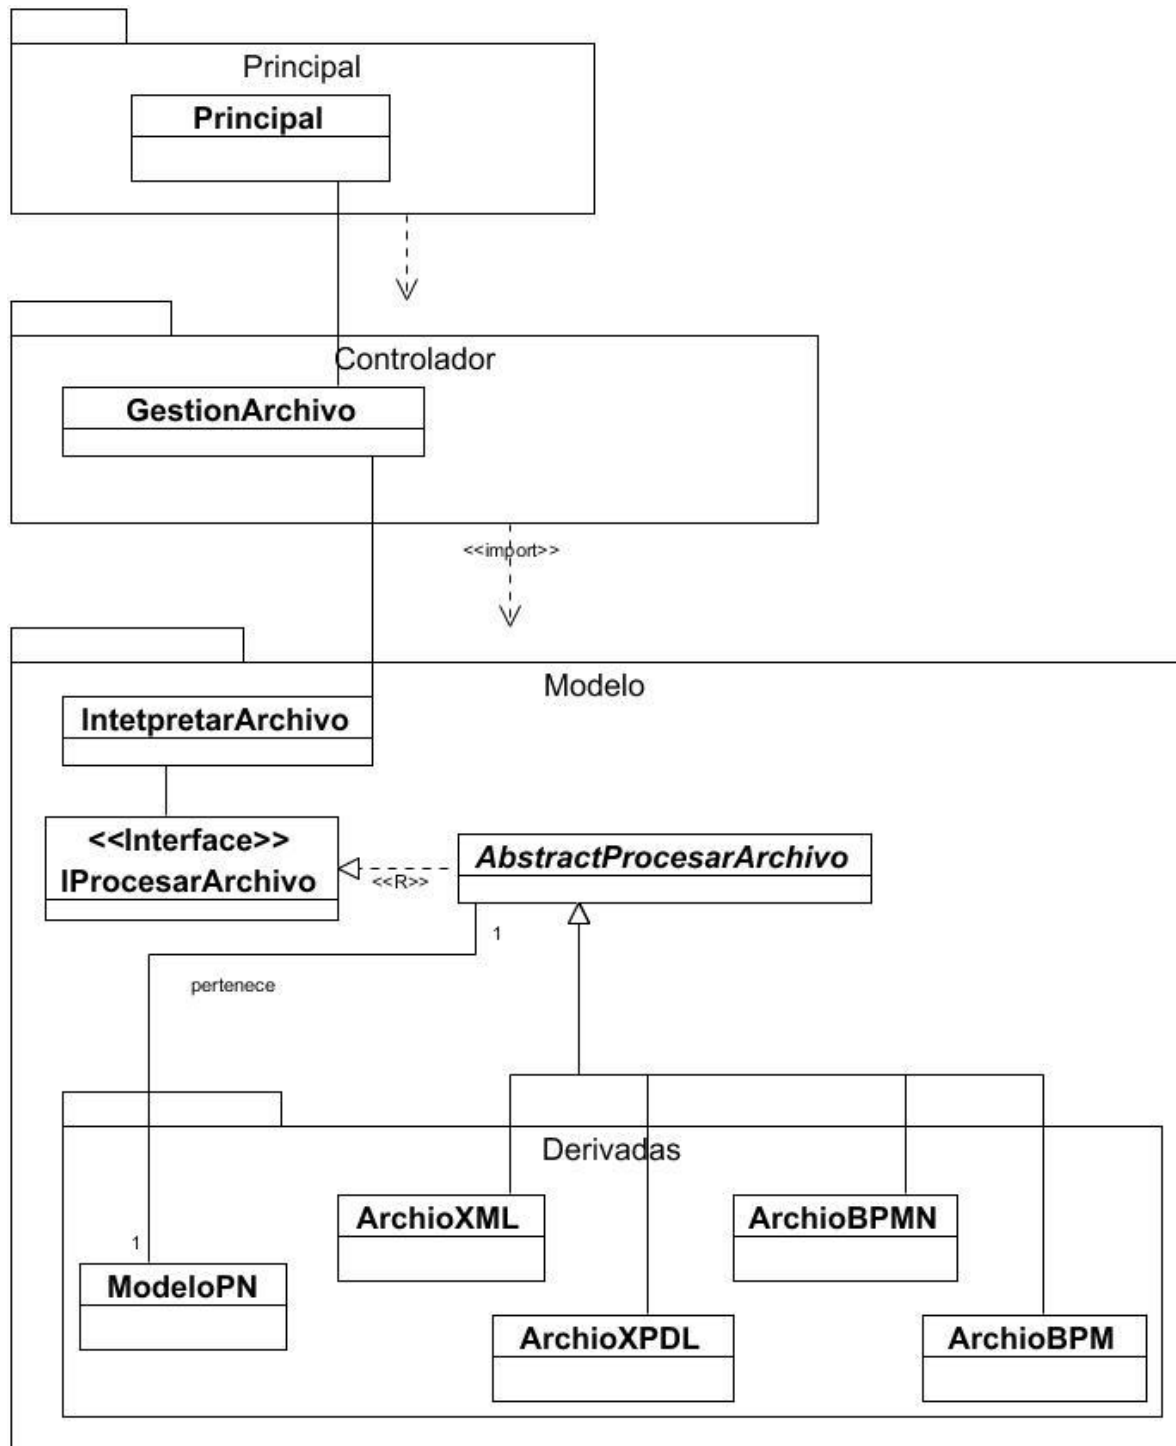 Principal
Principal
Controlador
GestionArchivo
<<import>>
Modelo
IntetpretarArchivo
<<Interface>>
IProcesarArchivo
<<R>>
AbstractProcesarArchivo
1
pertenece
Derivadas
ArchioXML
ArchioBPMN
1
ModeloPN
ArchioXPDL
ArchioBPM